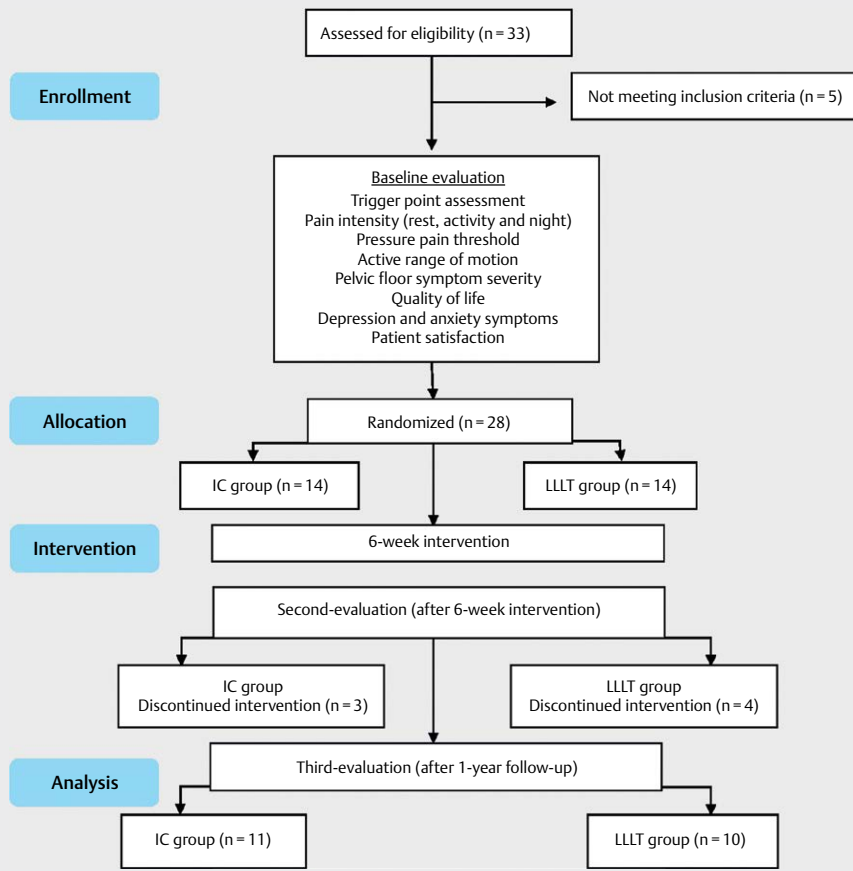 Assessed for eligibility (n = 33)
Enrollment
Not meeting inclusion criteria (n = 5)
Baseline evaluation
Trigger point assessment
Pain intensity (rest, activity and night)
Pressure pain threshold
Active range of motion
Pelvic floor symptom severity
Quality of life
Depression and anxiety symptoms
Patient satisfaction
Allocation
Randomized (n = 28)
IC group (n = 14)
LLLT group (n = 14)
Intervention
6-week intervention
Second-evaluation (after 6-week intervention)
IC group
Discontinued intervention (n = 3)
LLLT group
Discontinued intervention (n = 4)
Analysis
Third-evaluation (after 1-year follow-up)
IC group (n = 11)
LLLT group (n = 10)